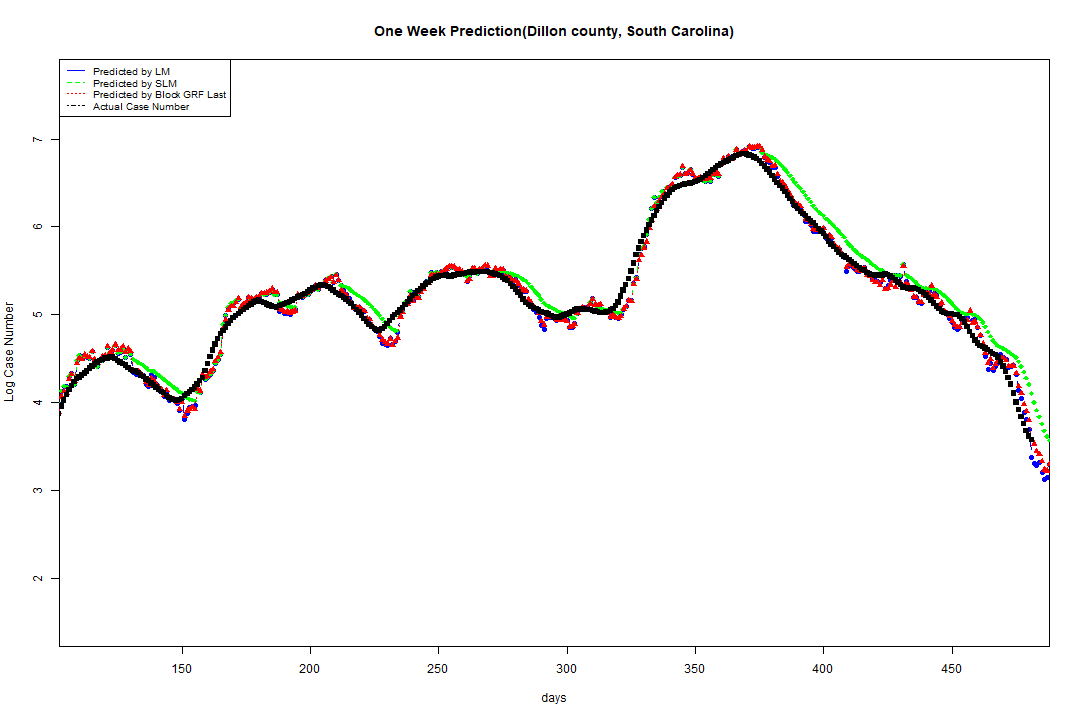 One Week Prediction(Dillon county, South Carolina)
Predicted by LM
Predicted by SLM
Predicted by Block GRF Last
Actual Case Number
7
6
5
4
3
2
Log Case Number
150 200 250 300 350 400 450
days